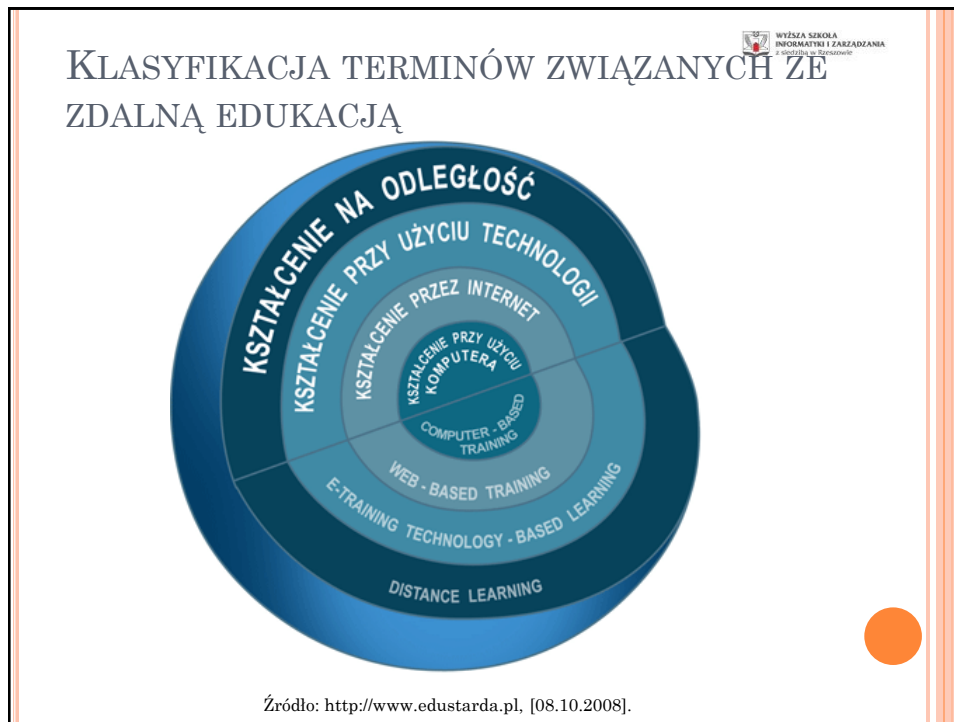 WYŻSZA SZKOŁA
INFORMATYKI I ZARZĄDZANIA
z siedzibą w Rzeszowie
KLASYFIKACJA TERMINÓW ZWIĄZANYCH ZE
ZDALNĄ EDUKACJĄ
KSZTAŁCENIE NA ODLEGŁOŚĆ
KSZTAŁCENIE PRZY UŻYCIU TECHNOLOGII
KSZTAŁCENIE PRZEZ INTERNET
KSZTAŁCENIE PRZY UŻYCIU
KOMPUTERA
COMPUTER - BASED
TRAINING
WEB - BASED TRAINING
E-TRAINING TECHNOLOGY - BASED LEARNING
DISTANCE LEARNING
Źródło: http://www.edustarda.pl, [08.10.2008].